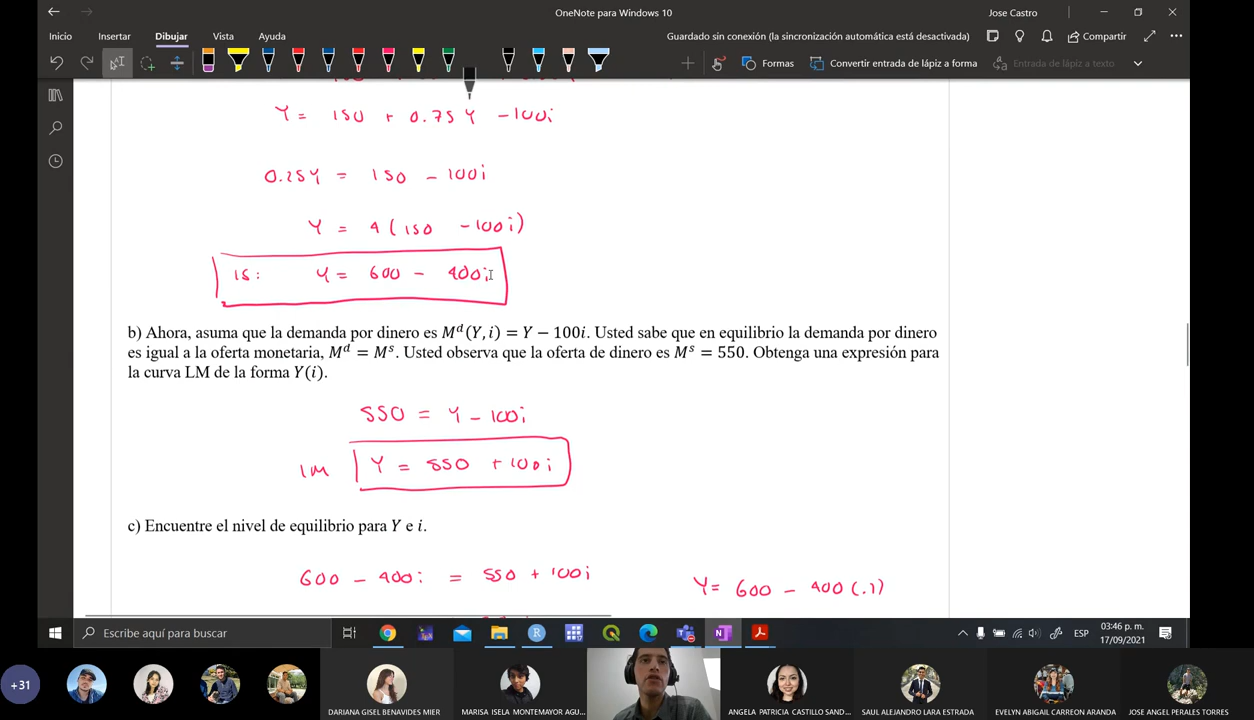 OneNote para Windows 10
Jose Castro
Inicio Insertar Dibujar Vista Ayuda
Guardado sin conexión (la sincronización automática está desactivada)
Compartir
Formas
Convertir entrada de lápiz a forma
Entrada de lápiz a texto
Y = 150 + 0.75 Y - 100i
0.25Y = 150 - 100i
Y = 4 ( 150 - 100i )
IS: Y = 600 - 400i
b) Ahora, asuma que la demanda por dinero es M^d(Y, i) = Y − 100i. Usted sabe que en equilibrio la demanda por dinero
es igual a la oferta monetaria, M^d = M^s. Usted observa que la oferta de dinero es M^s = 550. Obtenga una expresión para
la curva LM de la forma Y(i).
550 = Y - 100i
LM Y = 550 + 100i
c) Encuentre el nivel de equilibrio para Y e i.
600 - 400i = 550 + 100i
Y = 600 - 400 (.1)
Escribe aquí para buscar
ESP
03:46 p. m.
17/09/2021
+31
DARIANA GISEL BENAVIDES MIER
MARISA ISELA MONTEMAYOR AGU...
ANGELA PATRICIA CASTILLO SAND...
SAUL ALEJANDRO LARA ESTRADA
EVELYN ABIGAIL CARREON ARANDA
JOSE ANGEL PERALES TORRES